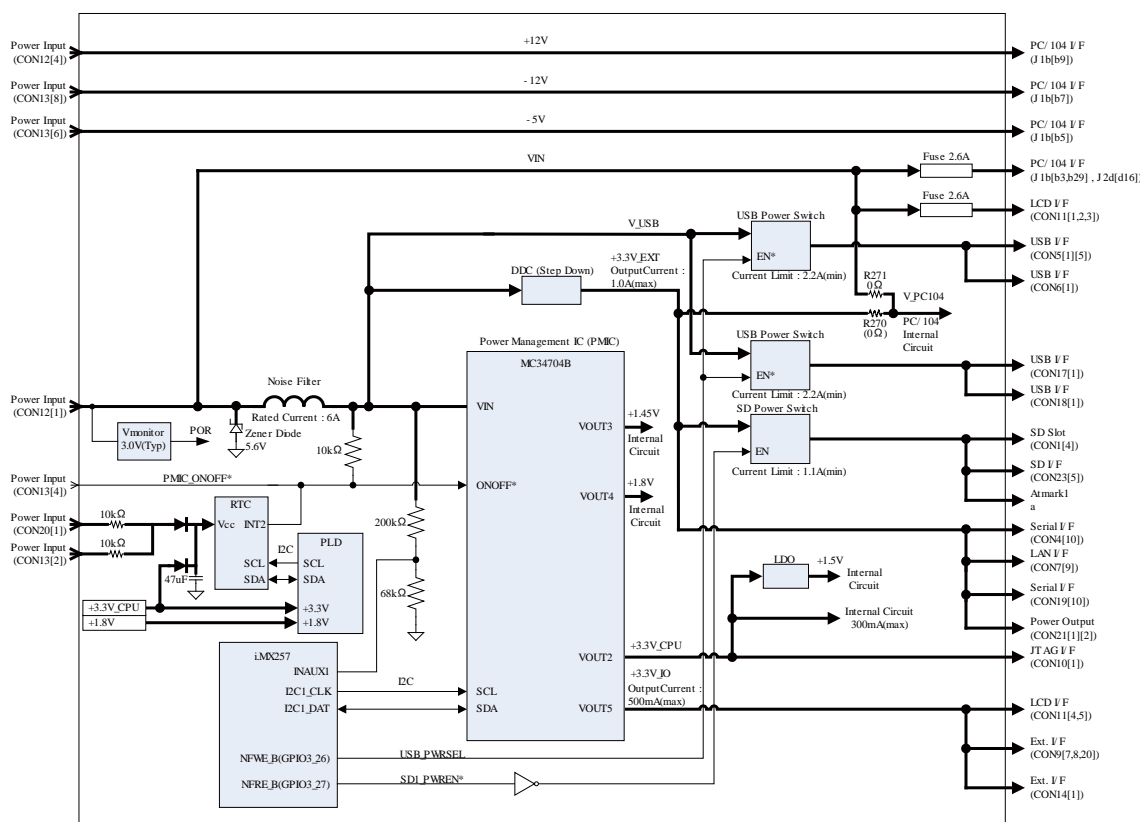 Power Input
(CON12[4])
+12V
PC/104 I/F
(J1b[b9])
Power Input
(CON13[8])
-12V
PC/104 I/F
(J1b[b7])
Power Input
(CON13[6])
-5V
PC/104 I/F
(J1b[b5])
VIN
Fuse 2.6A
PC/104 I/F
(J1b[b3,b29] , J2d[d16])
Fuse 2.6A
LCD I/F
(CON11[1,2,3])
V_USB
USB Power Switch
EN*
Current Limit : 2.2A(min)
USB I/F
(CON5[1][5])
USB I/F
(CON6[1])
DDC (Step Down)
+3.3V_EXT
OutputCurrent :
1.0A(max)
R271
0Ω
V_PC104
R270
(0Ω)
PC/104
Internal
Circuit
Power Management IC (PMIC)
MC34704B
USB Power Switch
EN*
Current Limit : 2.2A(min)
USB I/F
(CON17[1])
USB I/F
(CON18[1])
Power Input
(CON12[1])
Noise Filter
Rated Current : 6A
VIN
Vmonitor
3.0V(Typ)
POR
Zener Diode
5.6V
10kΩ
VOUT3
+1.45V
Internal
Circuit
SD Power Switch
EN
Current Limit : 1.1A(min)
SD Slot
(CON1[4])
SD I/F
(CON23[5])
Atmark1
a
Power Input
(CON13[4])
PMIC_ONOFF*
ONOFF*
VOUT4
+1.8V
Internal
Circuit
Power Input
(CON20[1])
10kΩ
Power Input
(CON13[2])
10kΩ
RTC
Vcc
INT2
SCL
SDA
I2C
PLD
SCL
SDA
+3.3V
+1.8V
47uF
+3.3V_CPU
+1.8V
200kΩ
68kΩ
Serial I/F
(CON4[10])
LAN I/F
(CON7[9])
Serial I/F
(CON19[10])
Power Output
(CON21[1][2])
LDO
+1.5V
Internal
Circuit
Internal Circuit
300mA(max)
VOUT2
+3.3V_CPU
JTAG I/F
(CON10[1])
i.MX257
INAUX1
I2C1_CLK
I2C1_DAT
NFWE_B(GPIO3_26)
NFRE_B(GPIO3_27)
I2C
SCL
SDA
+3.3V_IO
OutputCurrent :
500mA(max)
VOUT5
LCD I/F
(CON11[4,5])
Ext. I/F
(CON9[7,8,20])
Ext. I/F
(CON14[1])
USB_PWRSEL
SD1_PWREN*